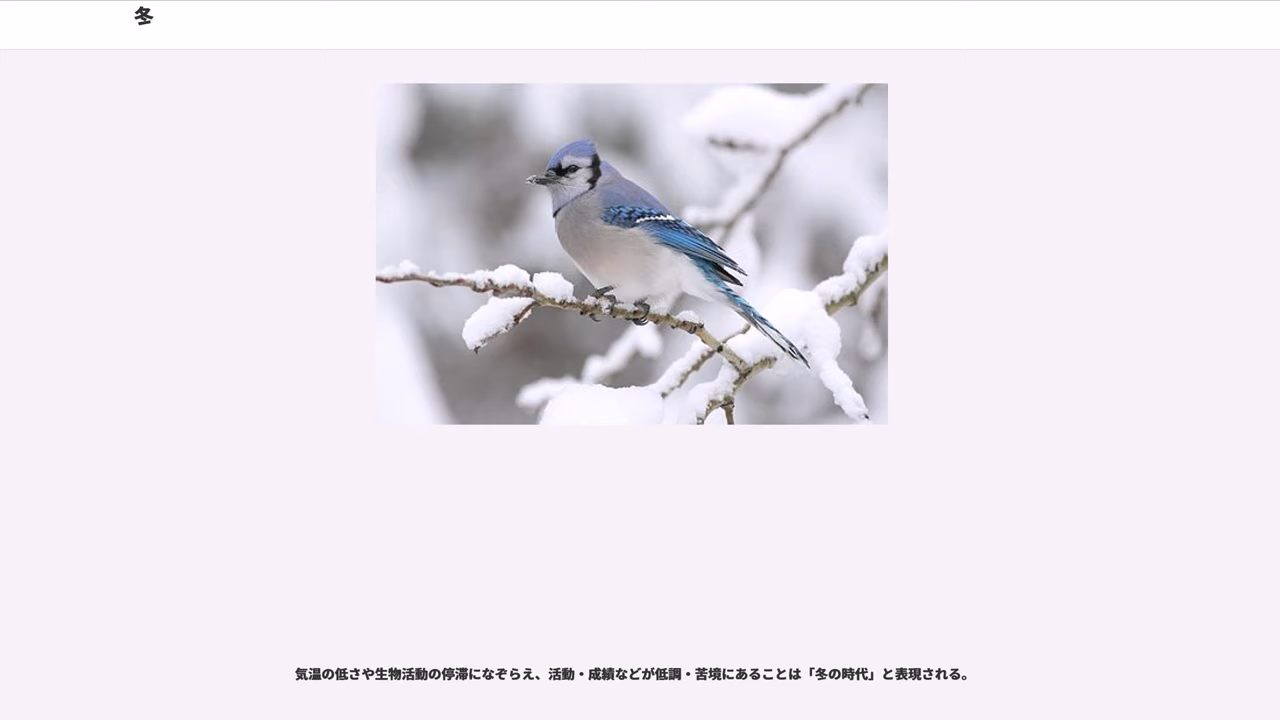 冬
気温の低さや生物活動の停滞になぞらえ、活動・成績などが低調・苦境にあることは「冬の時代」と表現される。